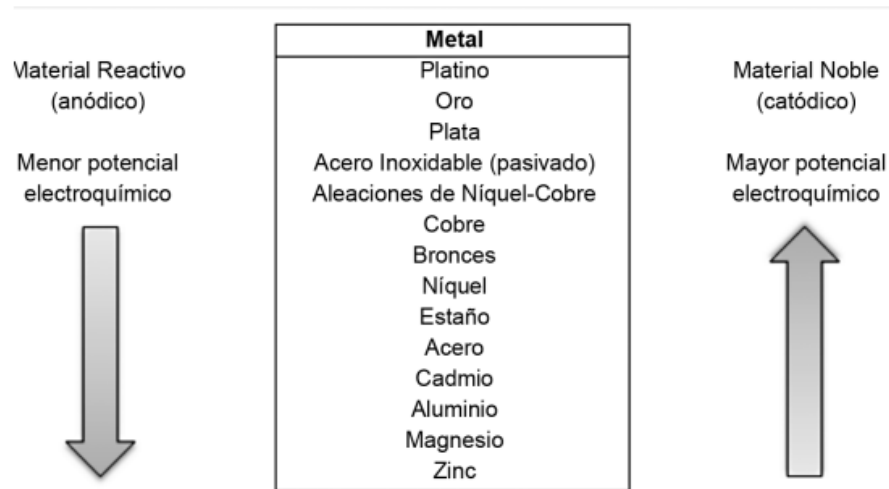 Metal
Material Reactivo
(anódico)
Menor potencial
electroquímico
Platino
Oro
Plata
Acero Inoxidable (pasivado)
Aleaciones de Níquel-Cobre
Cobre
Bronces
Níquel
Estaño
Acero
Cadmio
Aluminio
Magnesio
Zinc
Material Noble
(catódico)
Mayor potencial
electroquímico